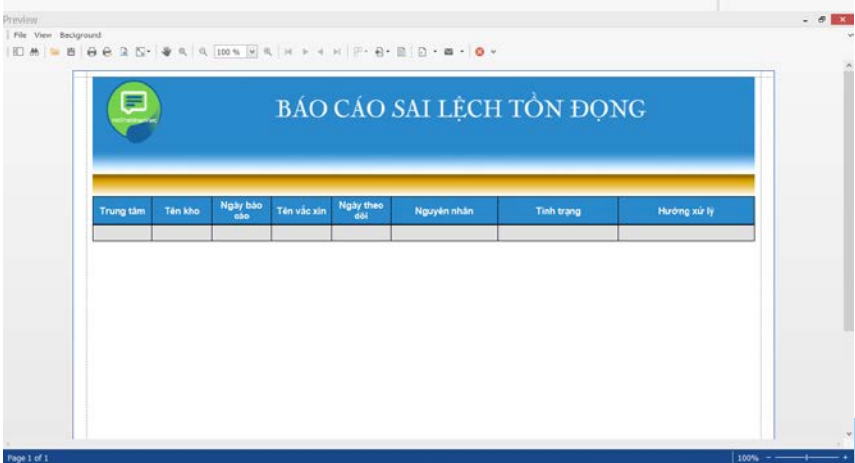 Preview
File View Background
100 %
BÁO CÁO SAI LỆCH TỒN ĐỌNG
Trung tâm Tên kho Ngày báo cáo Tên vắc xin Ngày theo dõi Nguyên nhân Tình trạng Hướng xử lý
Page 1 of 1 100%